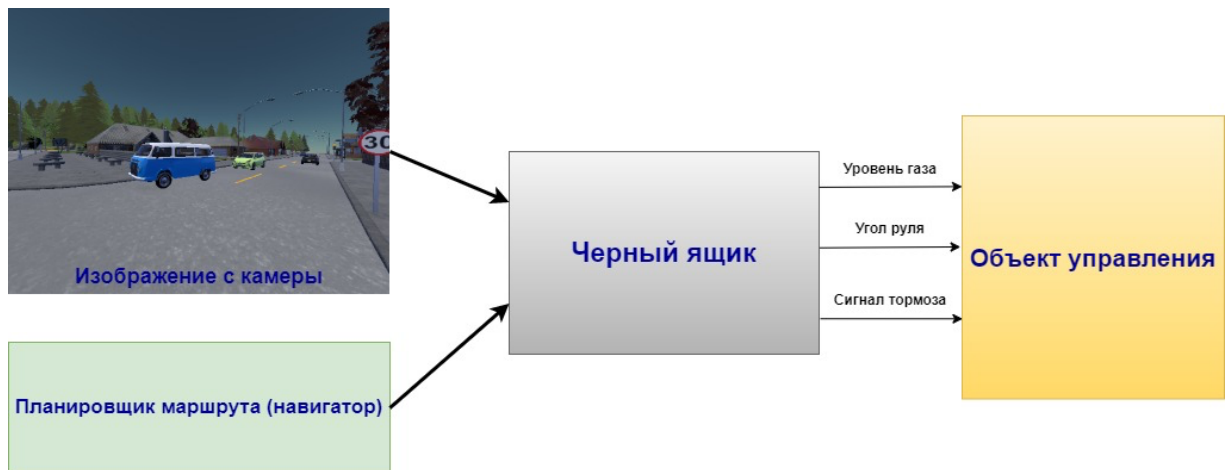 30
Изображение с камеры
Планировщик маршрута (навигатор)
Черный ящик
Уровень газа
Угол руля
Сигнал тормоза
Объект управления